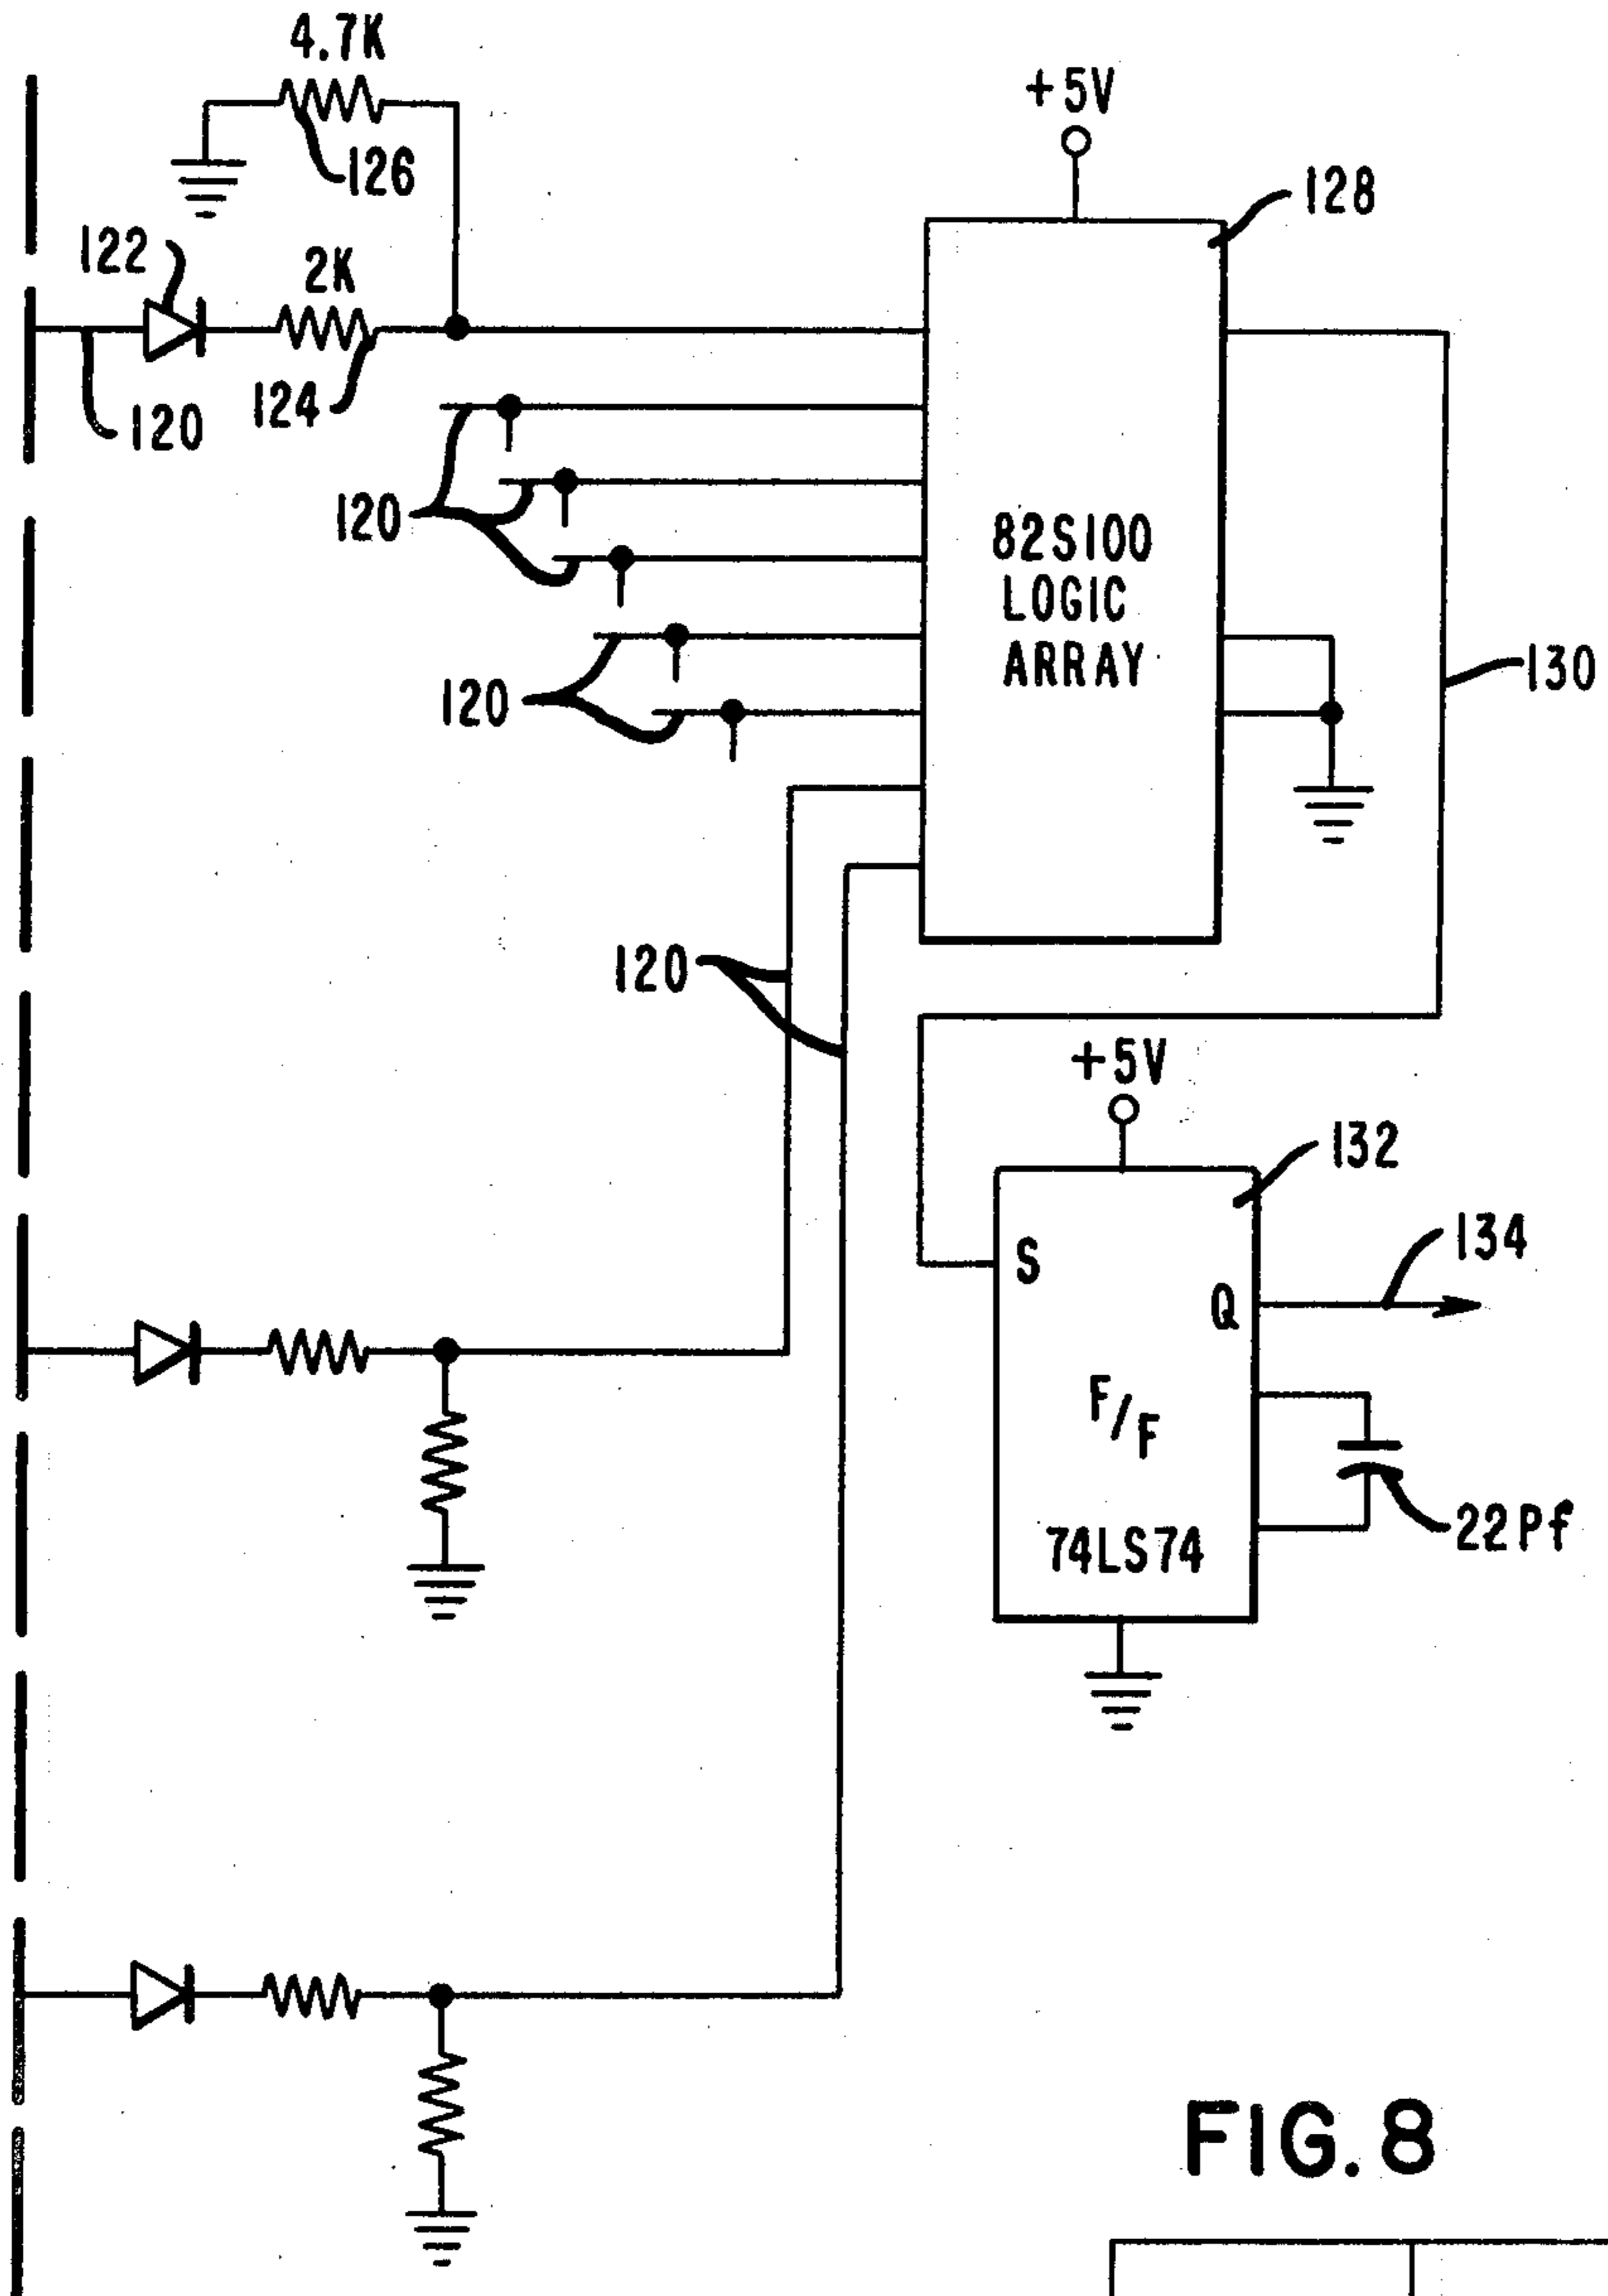 4.7K
126
+5V
128
122
2K
124
120
120
82S100
LOGIC
ARRAY
120
130
120
+5V
132
134
S
Q
F/F
22Pf
74LS74
FIG. 8